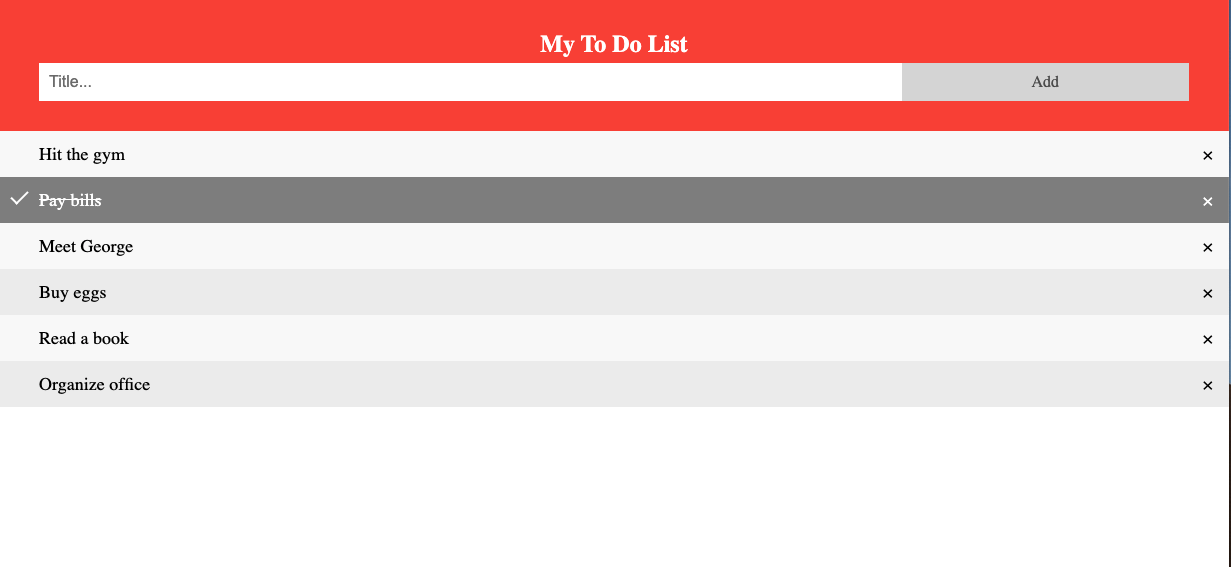 My To Do List
Title...
Add
Hit the gym
×
Pay bills
×
Meet George
×
Buy eggs
×
Read a book
×
Organize office
×